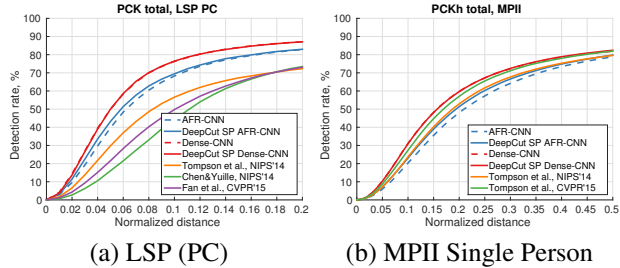 PCK total, LSP PC
100
90
80
70
60
50
40
30
20
10
0
Detection rate, %
AFR-CNN
DeepCut SP AFR-CNN
Dense-CNN
DeepCut SP Dense-CNN
Tompson et al., NIPS'14
Chen&Yuille, NIPS'14
Fan et al., CVPR'15
0 0.02 0.04 0.06 0.08 0.1 0.12 0.14 0.16 0.18 0.2
Normalized distance
(a) LSP (PC)
PCKh total, MPII
100
90
80
70
60
50
40
30
20
10
0
Detection rate, %
AFR-CNN
DeepCut SP AFR-CNN
Dense-CNN
DeepCut SP Dense-CNN
Tompson et al., NIPS'14
Tompson et al., CVPR'15
0 0.05 0.1 0.15 0.2 0.25 0.3 0.35 0.4 0.45 0.5
Normalized distance
(b) MPII Single Person